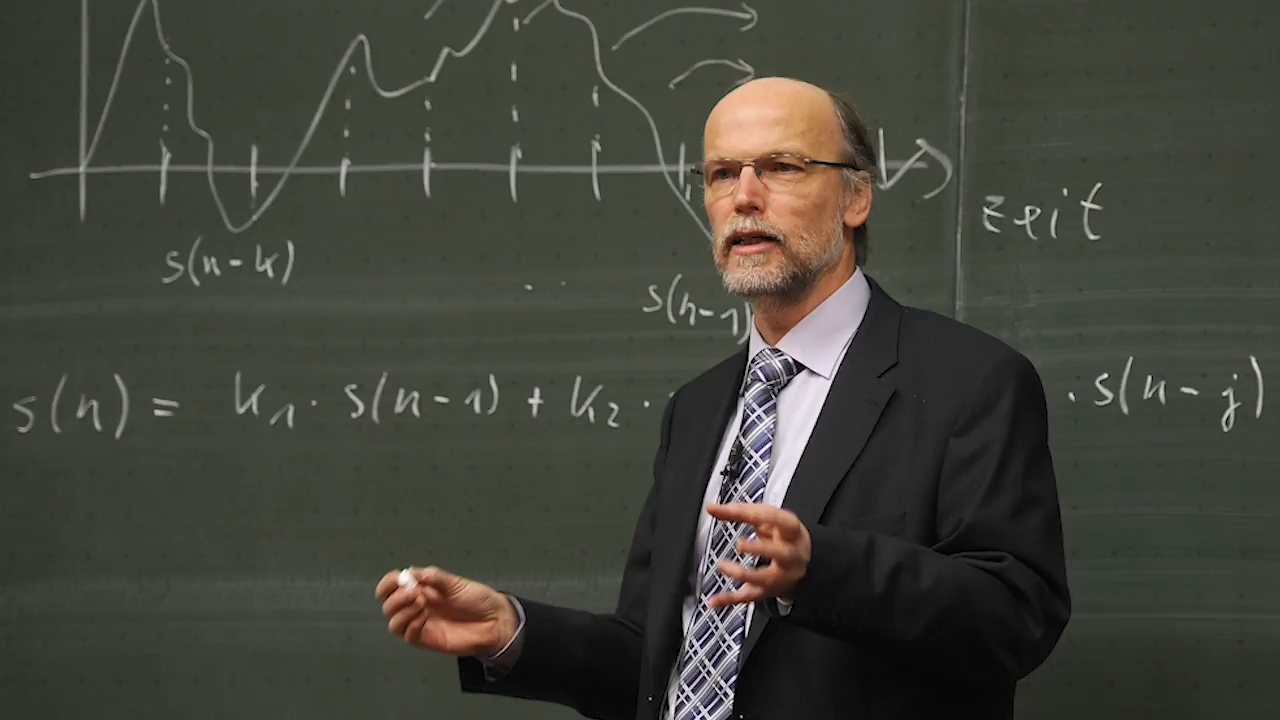 Zeit
s(n-k)
s(n-1)
s(n) = k₁ · s(n-1) + k₂ · · s(n-j)